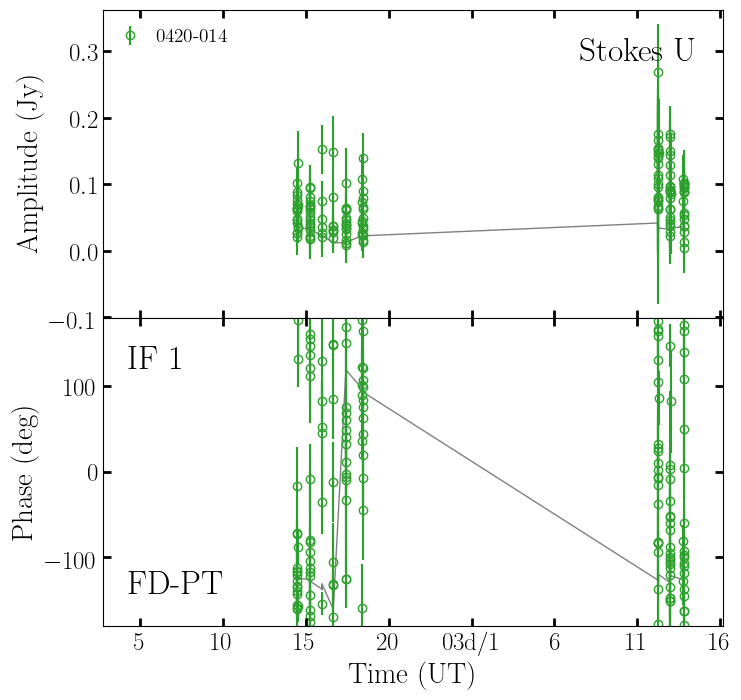 0420-014
Stokes U
Amplitude (Jy)
0.3
0.2
0.1
0.0
−0.1
IF 1
FD-PT
Phase (deg)
100
0
−100
5 10 15 20 03d/1 6 11 16
Time (UT)